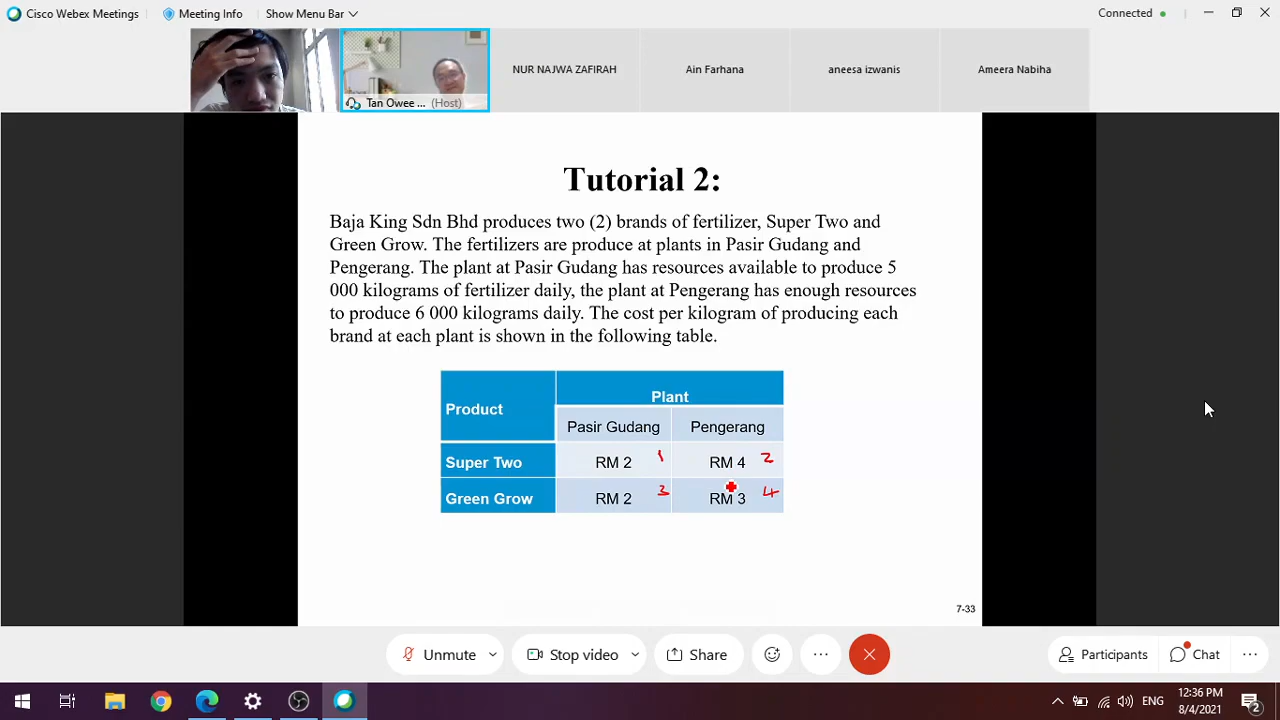 Cisco Webex Meetings Meeting Info Show Menu Bar Connected
Tan Owee ... (Host) NUR NAJWA ZAFIRAH Ain Farhana aneesa izwanis Ameera Nabiha
Tutorial 2:
Baja King Sdn Bhd produces two (2) brands of fertilizer, Super Two and
Green Grow. The fertilizers are produce at plants in Pasir Gudang and
Pengerang. The plant at Pasir Gudang has resources available to produce 5
000 kilograms of fertilizer daily, the plant at Pengerang has enough resources
to produce 6 000 kilograms daily. The cost per kilogram of producing each
brand at each plant is shown in the following table.
Product Plant
Pasir Gudang Pengerang
Super Two RM 2 1 RM 4 2
Green Grow RM 2 3 RM 3 4
7-33
Unmute Stop video Share Participants Chat
ENG 12:36 PM
8/4/2021 2